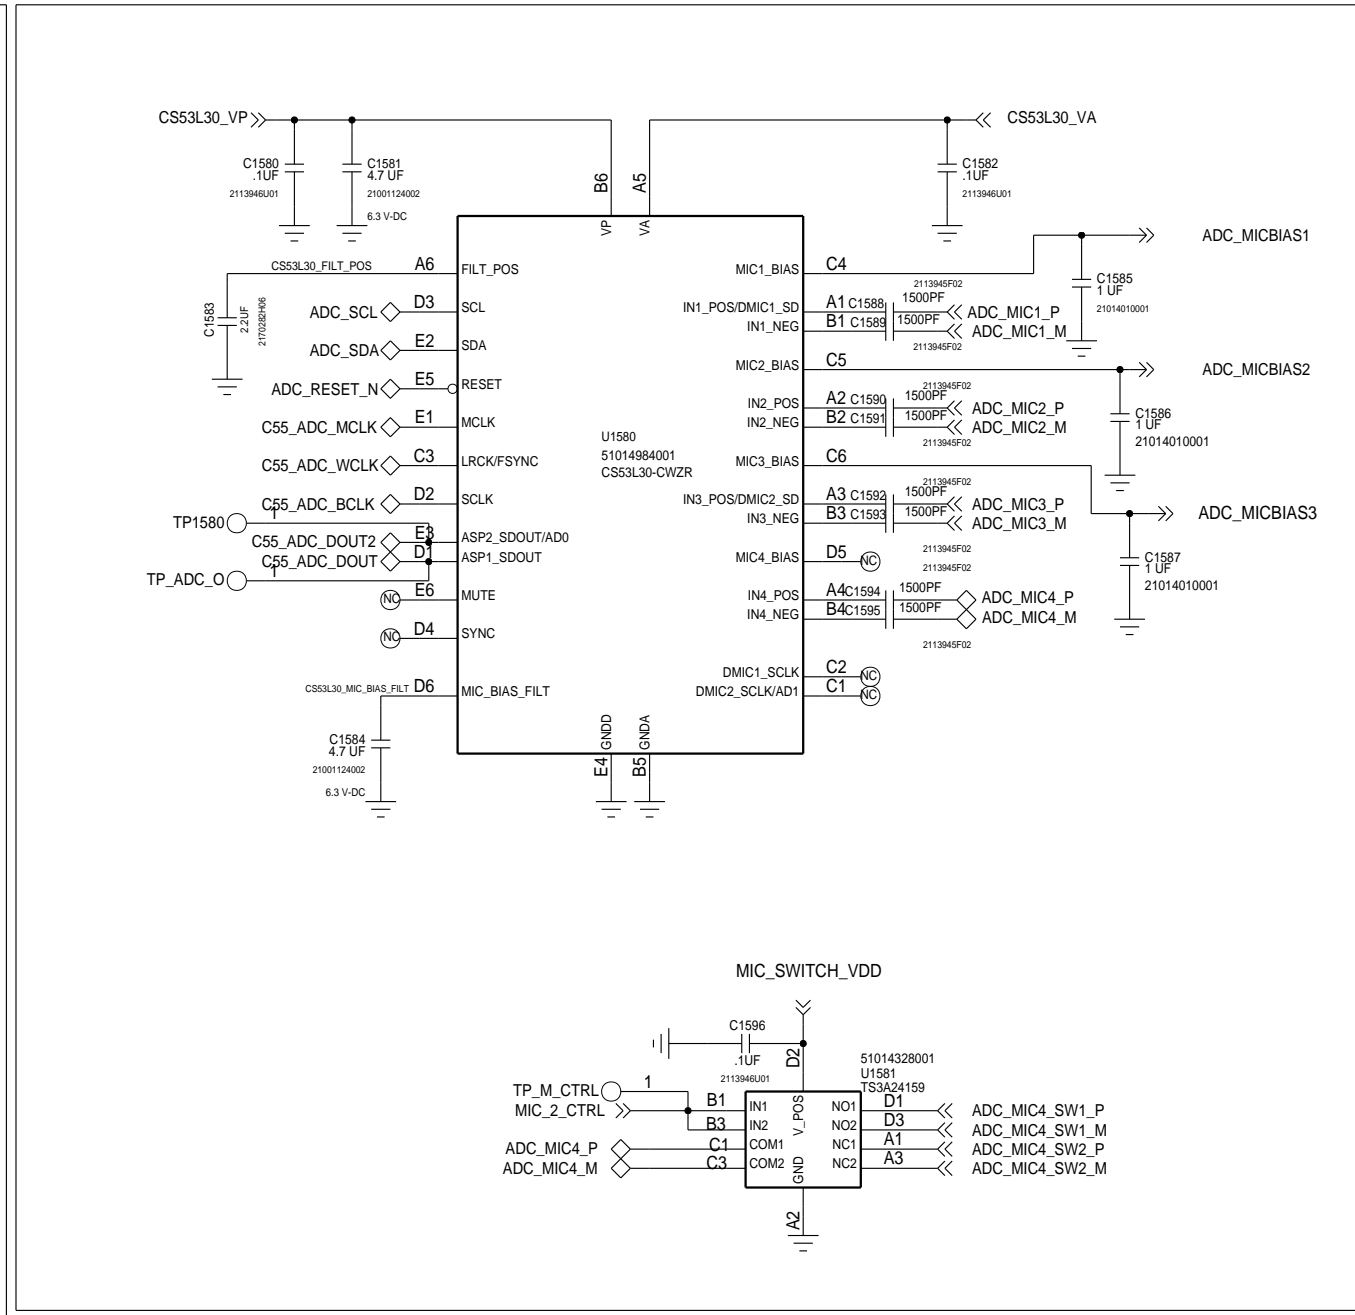 CS53L30_VP
CS53L30_VA
C1580
.1UF
2113946U01
C1581
4.7 UF
21001124002
6.3 V-DC
B6
A5
C1582
.1UF
2113946U01
VP
VA
CS53L30_FILT_POS
A6
FILT_POS
C1583
2.2UF
2170282H06
ADC_SCL
D3
SCL
ADC_SDA
E2
SDA
ADC_RESET_N
E5
RESET
C55_ADC_MCLK
E1
MCLK
C55_ADC_WCLK
C3
LRCK/FSYNC
C55_ADC_BCLK
D2
SCLK
TP1580
1
C55_ADC_DOUT2
E3
ASP2_SDOUT/AD0
C55_ADC_DOUT
D1
ASP1_SDOUT
TP_ADC_O
1
NC
E6
MUTE
NC
D4
SYNC
CS53L30_MIC_BIAS_FILT
D6
MIC_BIAS_FILT
C1584
4.7 UF
21001124002
6.3 V-DC
U1580
51014984001
CS53L30-CWZR
GNDD
GNDA
E4
B5
MIC1_BIAS
C4
ADC_MICBIAS1
C1585
1 UF
21014010001
2113945F02
IN1_POS/DMIC1_SD
A1
C1588
1500PF
ADC_MIC1_P
IN1_NEG
B1
C1589
1500PF
ADC_MIC1_M
2113945F02
MIC2_BIAS
C5
ADC_MICBIAS2
C1586
1 UF
21014010001
2113945F02
IN2_POS
A2
C1590
1500PF
ADC_MIC2_P
IN2_NEG
B2
C1591
1500PF
ADC_MIC2_M
2113945F02
MIC3_BIAS
C6
ADC_MICBIAS3
C1587
1 UF
21014010001
2113945F02
IN3_POS/DMIC2_SD
A3
C1592
1500PF
ADC_MIC3_P
IN3_NEG
B3
C1593
1500PF
ADC_MIC3_M
2113945F02
MIC4_BIAS
D5
NC
2113945F02
IN4_POS
A4
C1594
1500PF
ADC_MIC4_P
IN4_NEG
B4
C1595
1500PF
ADC_MIC4_M
2113945F02
DMIC1_SCLK
C2
NC
DMIC2_SCLK/AD1
C1
NC
MIC_SWITCH_VDD
C1596
.1UF
2113946U01
D2
51014328001
U1581
TS3A24159
TP_M_CTRL
1
MIC_2_CTRL
B1
IN1
B3
IN2
ADC_MIC4_P
C1
COM1
ADC_MIC4_M
C3
COM2
V_POS
GND
A2
NO1
D1
ADC_MIC4_SW1_P
NO2
D3
ADC_MIC4_SW1_M
NC1
A1
ADC_MIC4_SW2_P
NC2
A3
ADC_MIC4_SW2_M